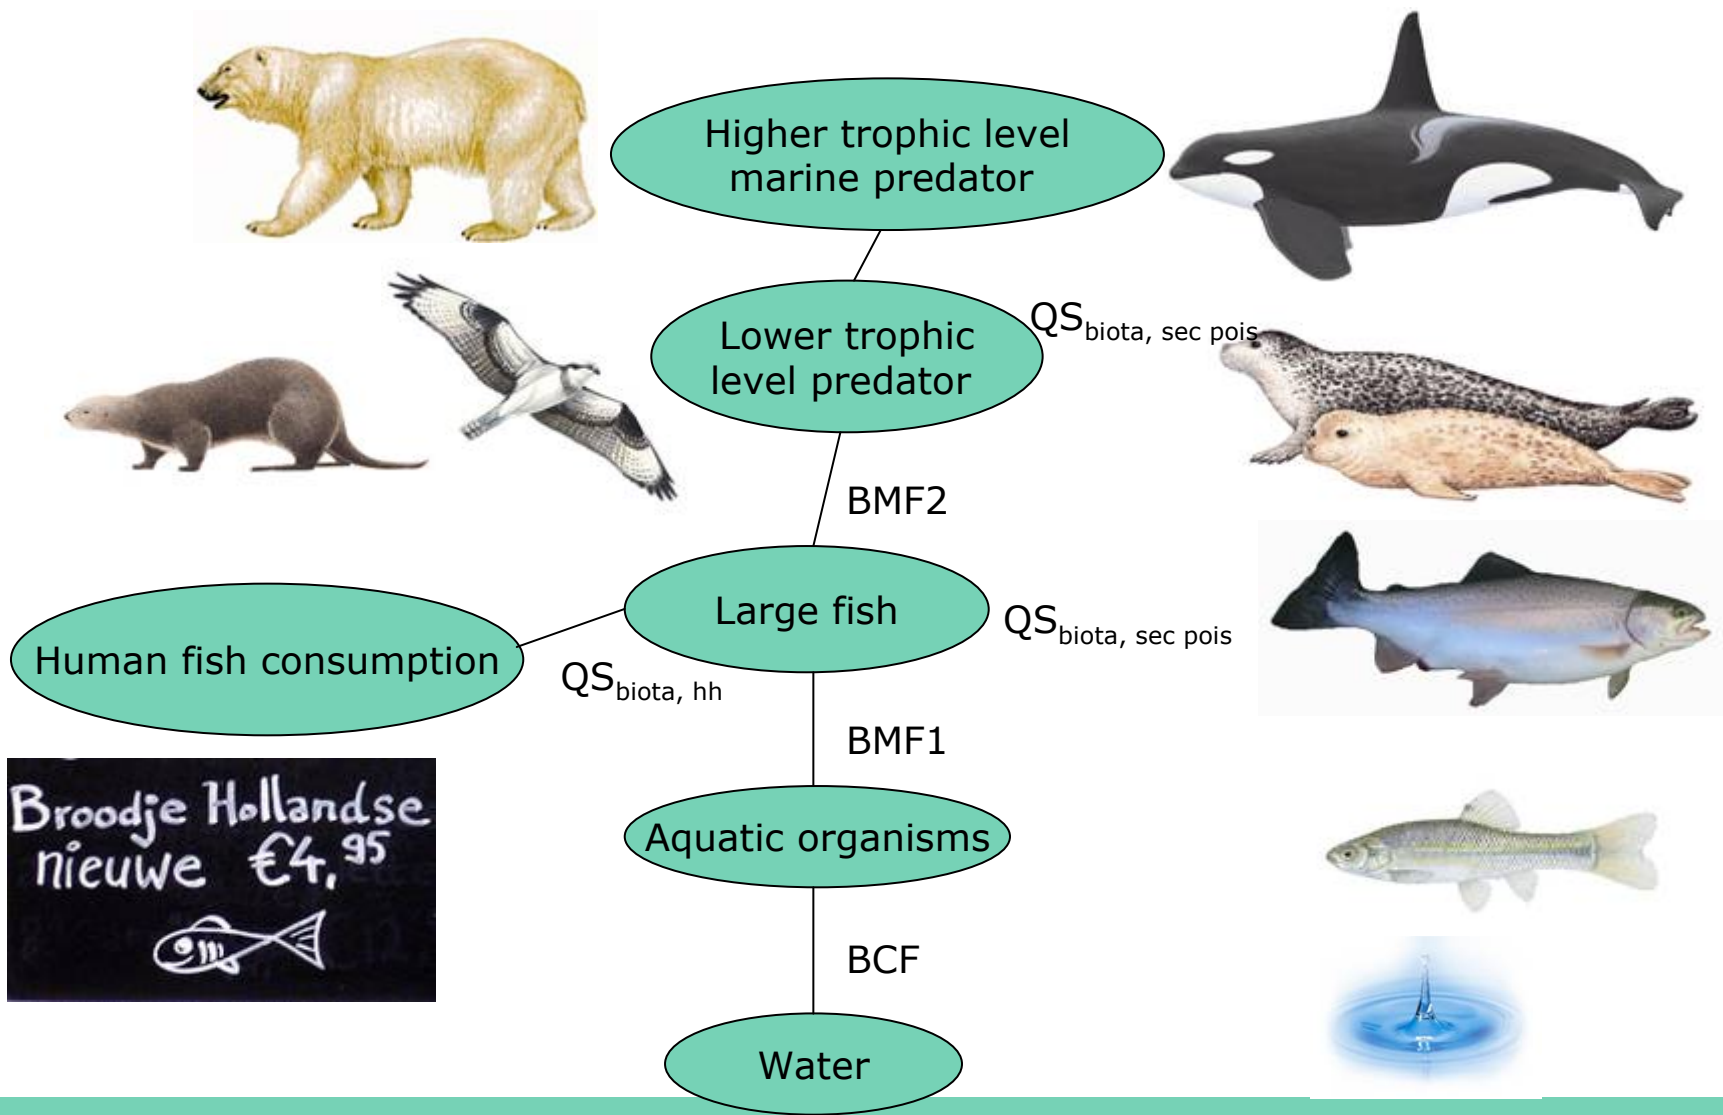 Higher trophic level
marine predator
Lower trophic
level predator
QSbiota, sec pois
BMF2
Large fish
QSbiota, sec pois
Human fish consumption
QSbiota, hh
BMF1
Broodje Hollandse
nieuwe €4,95
Aquatic organisms
BCF
Water